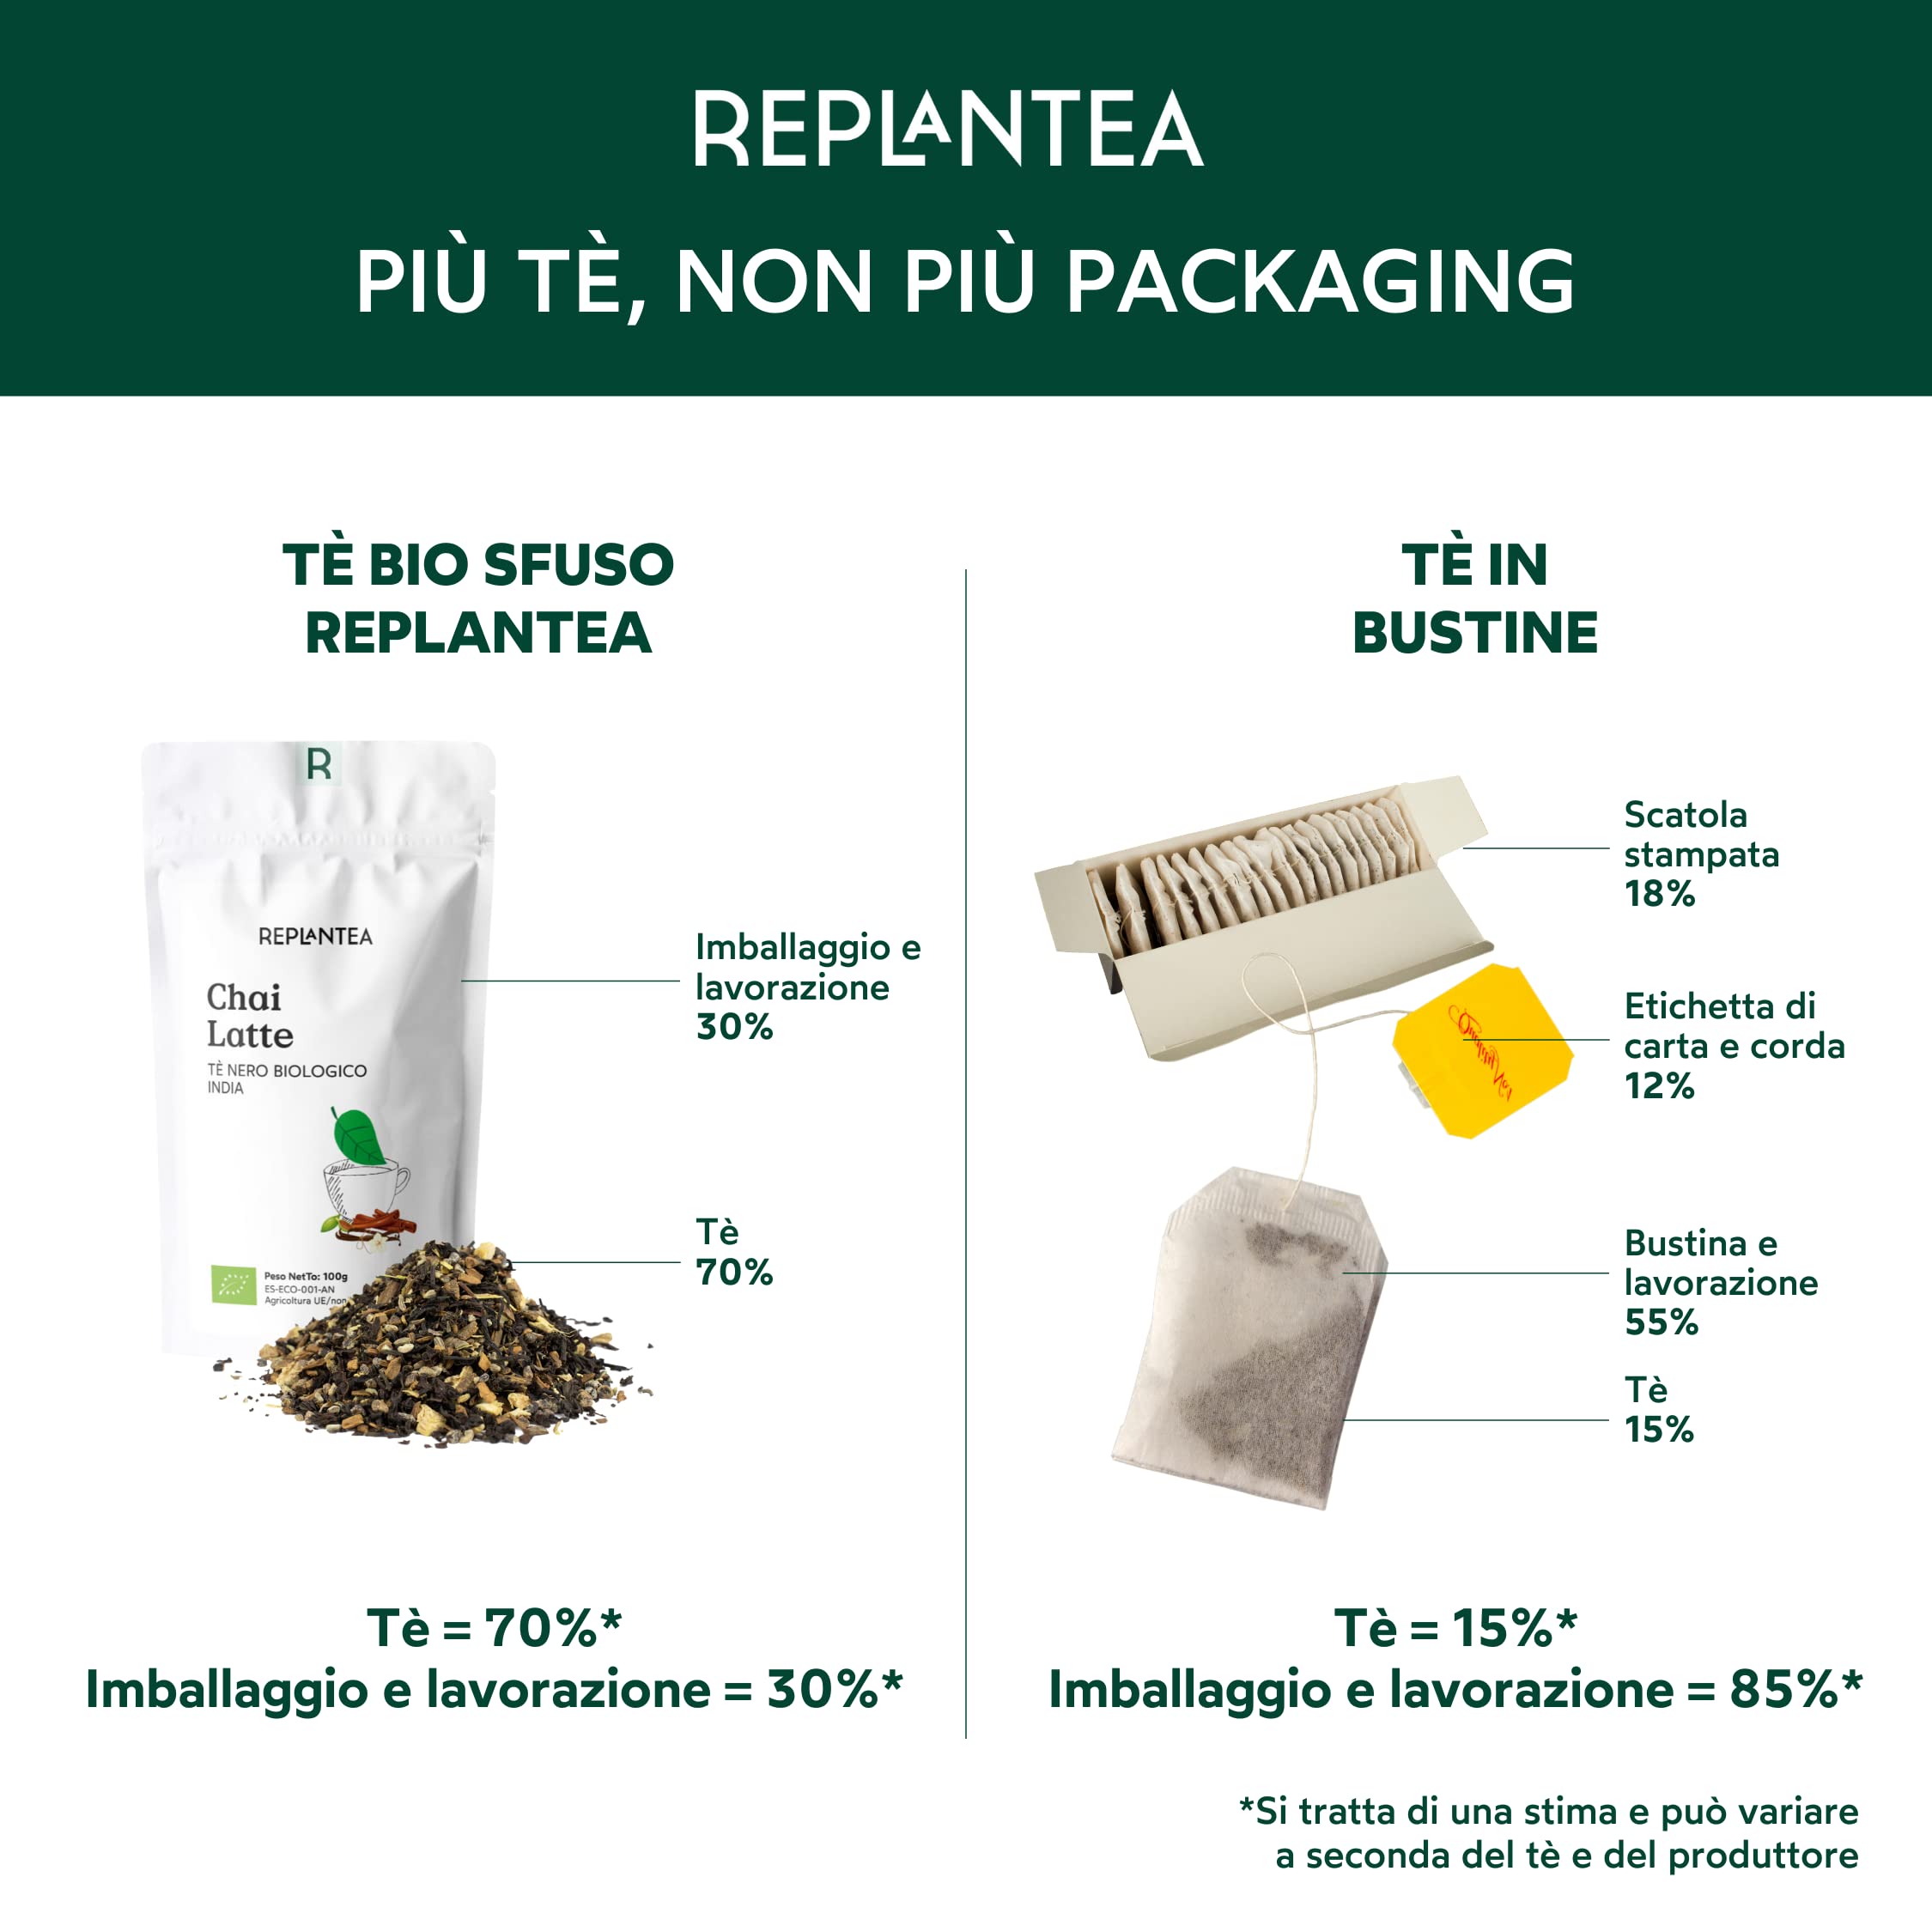 REPLANTEA
PIÙ TÈ, NON PIÙ PACKAGING
TÈ BIO SFUSO
REPLANTEA
R
REPLANTEA
Chai
Latte
TÈ NERO BIOLOGICO
INDIA
Peso NetTo: 100g
ES-ECO-001-AN
Agricoltura UE/non
Imballaggio e
lavorazione
30%
Tè
70%
Tè = 70%*
Imballaggio e lavorazione = 30%*
TÈ IN
BUSTINE
Scatola
stampata
18%
Etichetta di
carta e corda
12%
Bustina e
lavorazione
55%
Tè
15%
Tè = 15%*
Imballaggio e lavorazione = 85%*
*Si tratta di una stima e può variare
a seconda del tè e del produttore